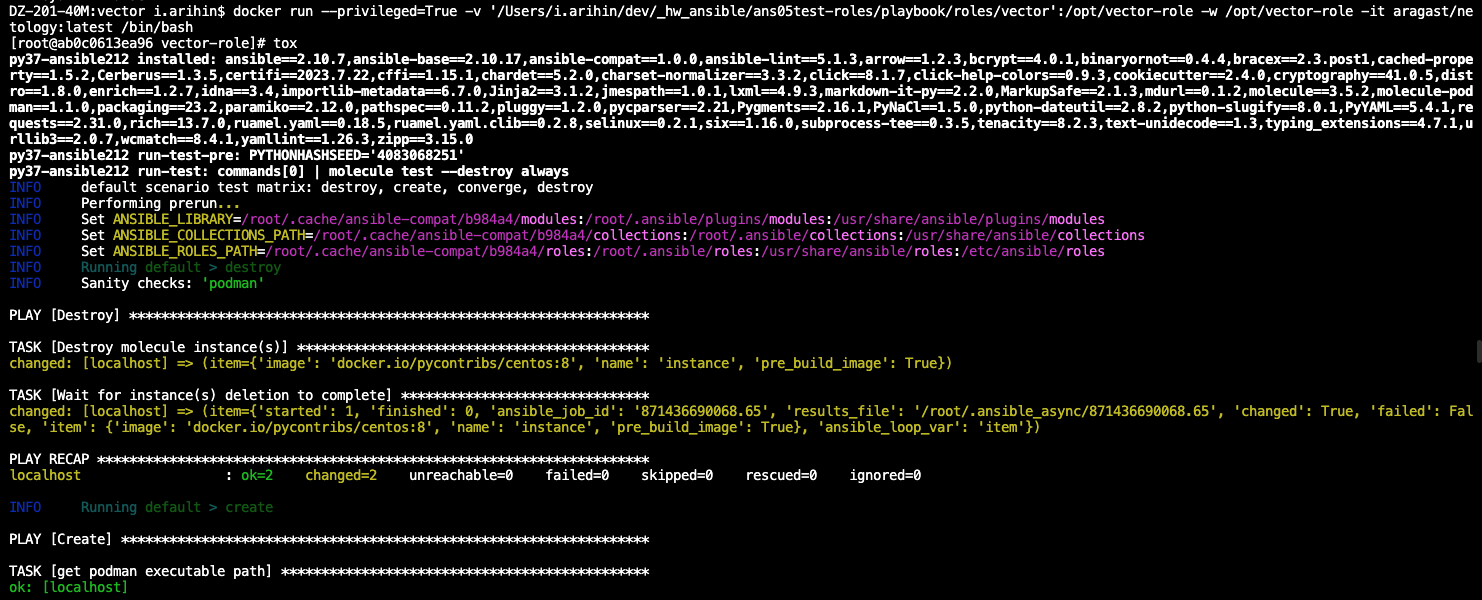 DZ-201-40M:vector i.arihin$ docker run --privileged=True -v '/Users/i.arihin/dev/_hw_ansible/ans05test-roles/playbook/roles/vector':/opt/vector-role -w /opt/vector-role -it aragast/ne
tology:latest /bin/bash
[root@ab0c0613ea96 vector-role]# tox
py37-ansible212 installed: ansible==2.10.7,ansible-base==2.10.17,ansible-compat==1.0.0,ansible-lint==5.1.3,arrow==1.2.3,bcrypt==4.0.1,binaryornot==0.4.4,bracex==2.3.post1,cached-prope
rty==1.5.2,Cerberus==1.3.5,certifi==2023.7.22,cffi==1.15.1,chardet==5.2.0,charset-normalizer==3.3.2,click==8.1.7,click-help-colors==0.9.3,cookiecutter==2.4.0,cryptography==41.0.5,dist
ro==1.8.0,enrich==1.2.7,idna==3.4,importlib-metadata==6.7.0,Jinja2==3.1.2,jmespath==1.0.1,lxml==4.9.3,markdown-it-py==2.2.0,MarkupSafe==2.1.3,mdurl==0.1.2,molecule==3.5.2,molecule-pod
man==1.1.0,packaging==23.2,paramiko==2.12.0,pathspec==0.11.2,pluggy==1.2.0,pycparser==2.21,Pygments==2.16.1,PyNaCl==1.5.0,python-dateutil==2.8.2,python-slugify==8.0.1,PyYAML==5.4.1,re
quests==2.31.0,rich==13.7.0,ruamel.yaml==0.18.5,ruamel.yaml.clib==0.2.8,selinux==0.2.1,six==1.16.0,subprocess-tee==0.3.5,tenacity==8.2.3,text-unidecode==1.3,typing_extensions==4.7.1,u
rllib3==2.0.7,wcmatch==8.4.1,yamllint==1.26.3,zipp==3.15.0
py37-ansible212 run-test-pre: PYTHONHASHSEED='4083068251'
py37-ansible212 run-test: commands[0] | molecule test --destroy always
INFO     default scenario test matrix: destroy, create, converge, destroy
INFO     Performing prerun...
INFO     Set ANSIBLE_LIBRARY=/root/.cache/ansible-compat/b984a4/modules:/root/.ansible/plugins/modules:/usr/share/ansible/plugins/modules
INFO     Set ANSIBLE_COLLECTIONS_PATH=/root/.cache/ansible-compat/b984a4/collections:/root/.ansible/collections:/usr/share/ansible/collections
INFO     Set ANSIBLE_ROLES_PATH=/root/.cache/ansible-compat/b984a4/roles:/root/.ansible/roles:/usr/share/ansible/roles:/etc/ansible/roles
INFO     Running default > destroy
INFO     Sanity checks: 'podman'
PLAY [Destroy] *****************************************************************
TASK [Destroy molecule instance(s)] ********************************************
changed: [localhost] => (item={'image': 'docker.io/pycontribs/centos:8', 'name': 'instance', 'pre_build_image': True})
TASK [Wait for instance(s) deletion to complete] *******************************
changed: [localhost] => (item={'started': 1, 'finished': 0, 'ansible_job_id': '871436690068.65', 'results_file': '/root/.ansible_async/871436690068.65', 'changed': True, 'failed': Fal
se, 'item': {'image': 'docker.io/pycontribs/centos:8', 'name': 'instance', 'pre_build_image': True}, 'ansible_loop_var': 'item'})
PLAY RECAP *********************************************************************
localhost                  : ok=2    changed=2    unreachable=0    failed=0    skipped=0    rescued=0    ignored=0
INFO     Running default > create
PLAY [Create] ******************************************************************
TASK [get podman executable path] **********************************************
ok: [localhost]